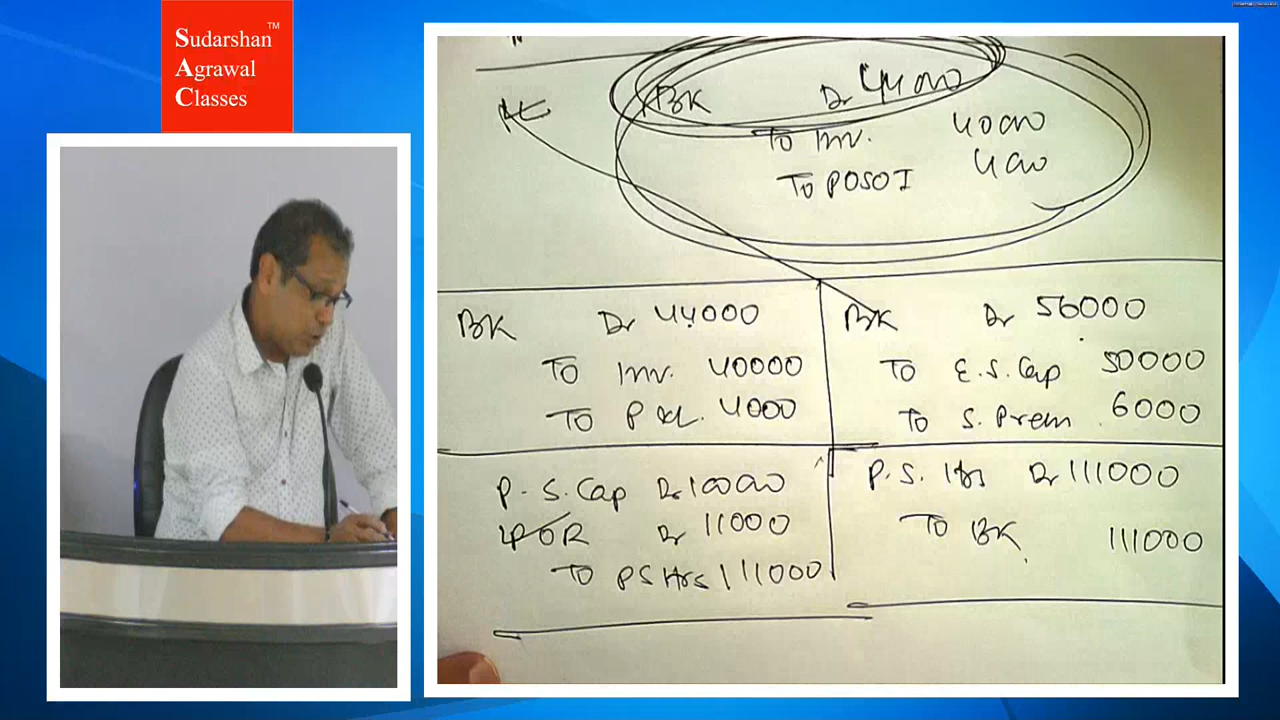 Sudarshan™
Agrawal
Classes
BK Dr 44000
To Inv. 40000
To POSOI 4000
BK Dr 44000
To Inv. 40000
To P &L. 4000
BK Dr 56000
To E.S.Cap 50000
To S.Prem 6000
P.S.Cap Dr 100000
POR Dr 11000
To PS Hrs 111000
P.S. Hrs Dr 111000
To BK 111000